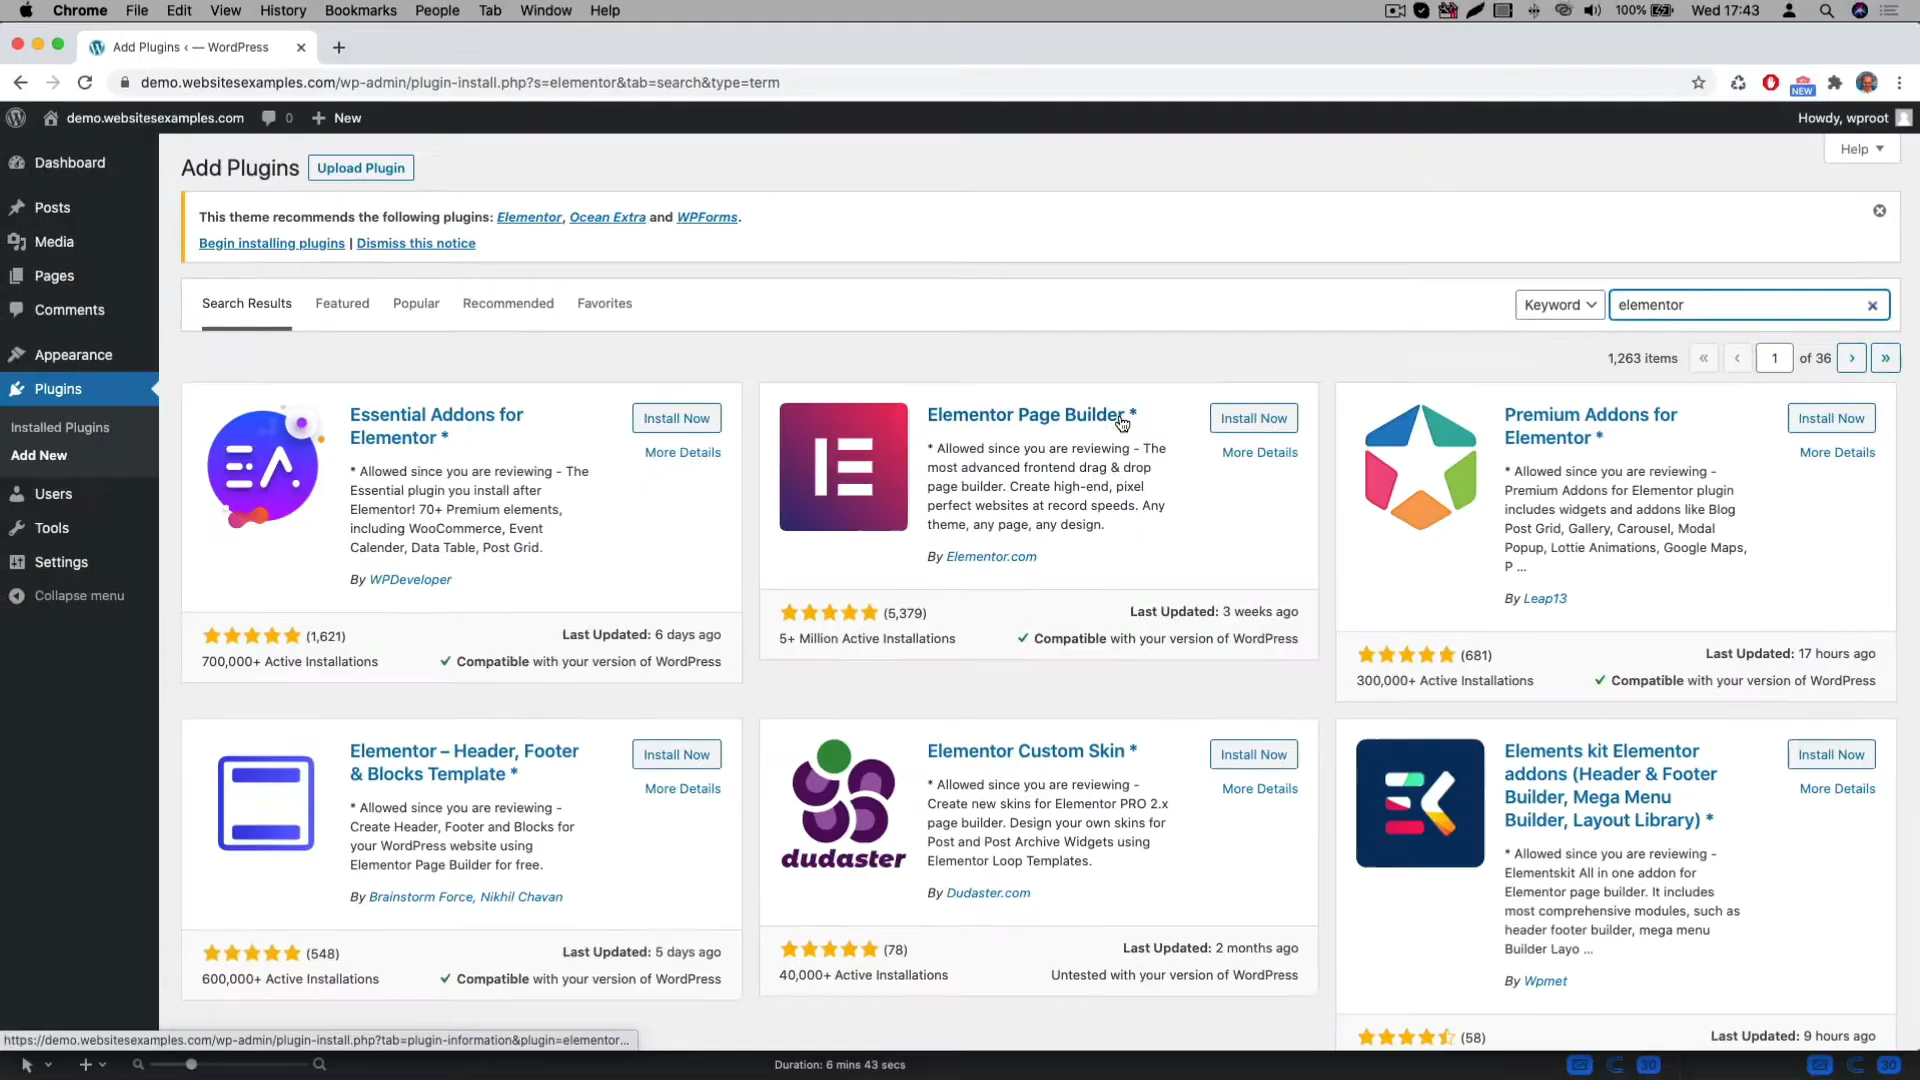 Chrome File Edit View History Bookmarks People Tab Window Help 100% Wed 17:43
Add Plugins ‹ — WordPress
demo.websitesexamples.com/wp-admin/plugin-install.php?s=elementor&tab=search&type=term
NEW
demo.websitesexamples.com 0 New Howdy, wproot
Dashboard
Posts
Media
Pages
Comments
Appearance
Plugins
Installed Plugins
Add New
Users
Tools
Settings
Collapse menu
Help
Add Plugins Upload Plugin
This theme recommends the following plugins: Elementor, Ocean Extra and WPForms.
Begin installing plugins | Dismiss this notice
Search Results Featured Popular Recommended Favorites Keyword elementor
1,263 items « ‹ 1 of 36 › »
Essential Addons for
Elementor *
Install Now
More Details
* Allowed since you are reviewing - The
Essential plugin you install after
Elementor! 70+ Premium elements,
including WooCommerce, Event
Calender, Data Table, Post Grid.
By WPDeveloper
(1,621) Last Updated: 6 days ago
700,000+ Active Installations Compatible with your version of WordPress
Elementor Page Builder *
Install Now
More Details
* Allowed since you are reviewing - The
most advanced frontend drag & drop
page builder. Create high-end, pixel
perfect websites at record speeds. Any
theme, any page, any design.
By Elementor.com
(5,379) Last Updated: 3 weeks ago
5+ Million Active Installations Compatible with your version of WordPress
Premium Addons for
Elementor *
Install Now
More Details
* Allowed since you are reviewing -
Premium Addons for Elementor plugin
includes widgets and addons like Blog
Post Grid, Gallery, Carousel, Modal
Popup, Lottie Animations, Google Maps,
P ...
By Leap13
(681) Last Updated: 17 hours ago
300,000+ Active Installations Compatible with your version of WordPress
Elementor – Header, Footer
& Blocks Template *
Install Now
More Details
* Allowed since you are reviewing -
Create Header, Footer and Blocks for
your WordPress website using
Elementor Page Builder for free.
By Brainstorm Force, Nikhil Chavan
(548) Last Updated: 5 days ago
600,000+ Active Installations Compatible with your version of WordPress
dudaster
Elementor Custom Skin *
Install Now
More Details
* Allowed since you are reviewing -
Create new skins for Elementor PRO 2.x
page builder. Design your own skins for
Post and Post Archive Widgets using
Elementor Loop Templates.
By Dudaster.com
(78) Last Updated: 2 months ago
40,000+ Active Installations Untested with your version of WordPress
Elements kit Elementor
addons (Header & Footer
Builder, Mega Menu
Builder, Layout Library) *
Install Now
More Details
* Allowed since you are reviewing -
Elementskit All in one addon for
Elementor page builder. It includes
most comprehensive modules, such as
header footer builder, mega menu
Builder Layo ...
By Wpmet
(58) Last Updated: 9 hours ago
https://demo.websitesexamples.com/wp-admin/plugin-install.php?tab=plugin-information&plugin=elementor...
Duration: 6 mins 43 secs
30 30